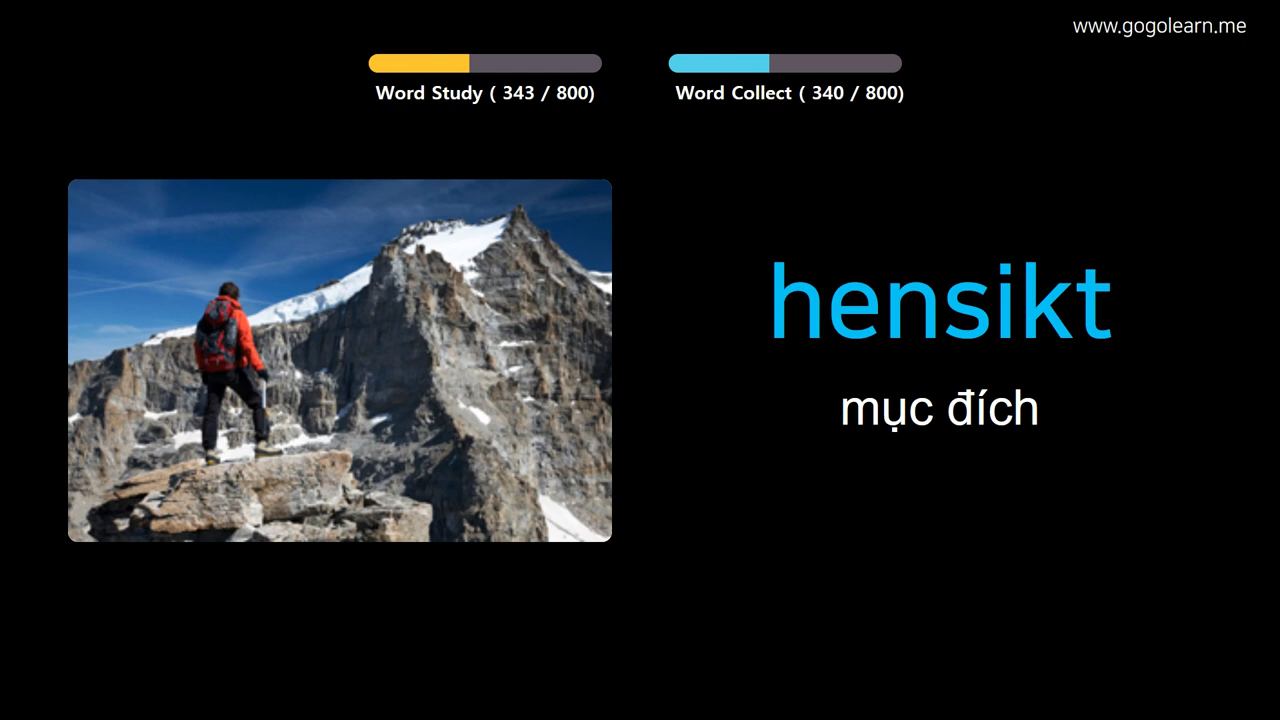 www.gogolearn.me
Word Study ( 343 / 800)
Word Collect ( 340 / 800)
hensikt
mục đích